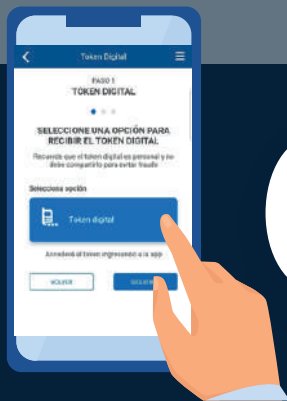 Token Digital
PASO 1
TOKEN DIGITAL
SELECCIONE UNA OPCIÓN PARA
RECIBIR EL TOKEN DIGITAL
Recuerde que el token digital es personal y no
debe compartirlo para evitar fraude
Seleccione opción
Token digital
Accederá al token ingresando a la app
VOLVER